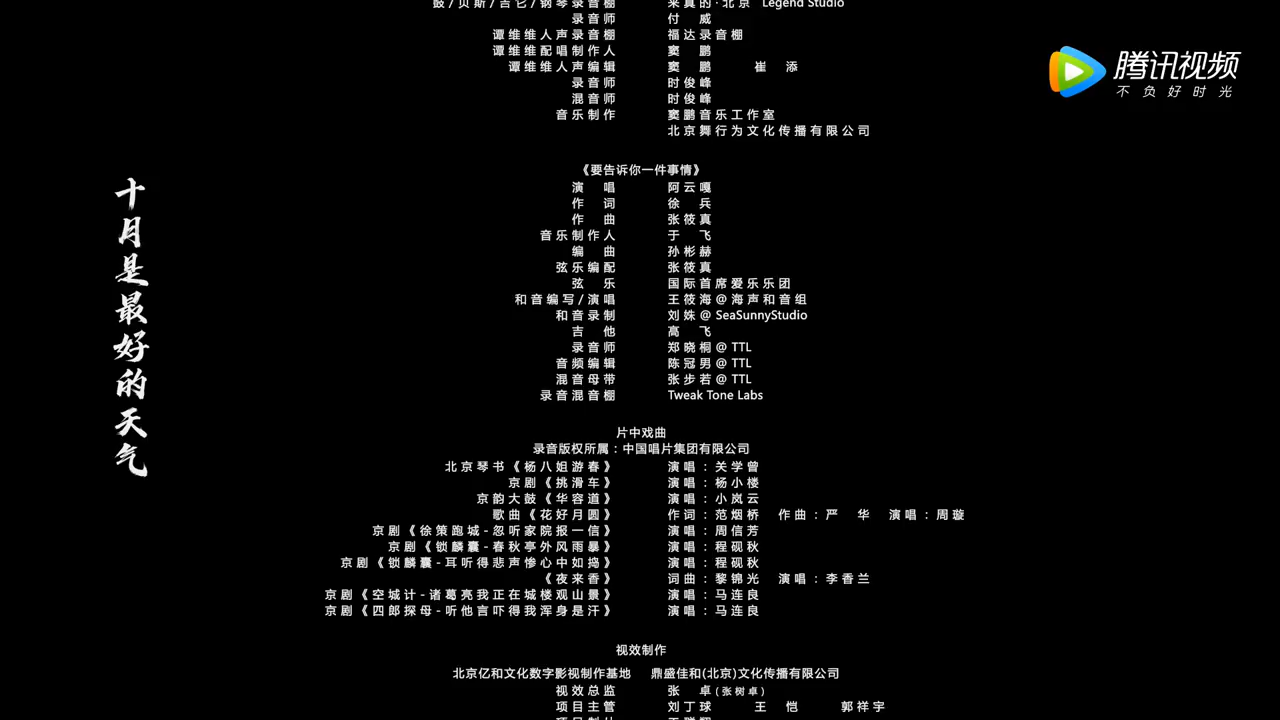 鼓/贝斯/吉它/钢琴录音棚 来真的·北京 Legend Studio
录音师 付威
谭维维人声录音棚 福达录音棚
谭维维配唱制作人 窦鹏
谭维维人声编辑 窦鹏 崔添
录音师 时俊峰
混音师 时俊峰
音乐制作 窦鹏音乐工作室
北京舞行为文化传播有限公司
腾讯视频
不负好时光
《要告诉你一件事情》
演唱 阿云嘎
作词 徐兵
作曲 张筱真
音乐制作人 于飞
编曲 孙彬赫
弦乐编配 张筱真
弦乐 国际首席爱乐乐团
和音编写/演唱 王筱海@海声和音组
和音录制 刘姝@SeaSunnyStudio
吉他 高飞
录音师 郑晓桐@TTL
音频编辑 陈冠男@TTL
混音母带 张步若@TTL
录音混音棚 Tweak Tone Labs
十月是最好的天气
片中戏曲
录音版权所属：中国唱片集团有限公司
北京琴书《杨八姐游春》 演唱：关学曾
京剧《挑滑车》 演唱：杨小楼
京韵大鼓《华容道》 演唱：小岚云
歌曲《花好月圆》 作词：范烟桥 作曲：严华 演唱：周璇
京剧《徐策跑城-忽听家院报一信》 演唱：周信芳
京剧《锁麟囊-春秋亭外风雨暴》 演唱：程砚秋
京剧《锁麟囊-耳听得悲声惨心中如捣》 演唱：程砚秋
《夜来香》 词曲：黎锦光 演唱：李香兰
京剧《空城计-诸葛亮我正在城楼观山景》 演唱：马连良
京剧《四郎探母-听他言吓得我浑身是汗》 演唱：马连良
视效制作
北京亿和文化数字影视制作基地 鼎盛佳和(北京)文化传播有限公司
视效总监 张卓(张树卓)
项目主管 刘丁球 王恺 郭祥宇